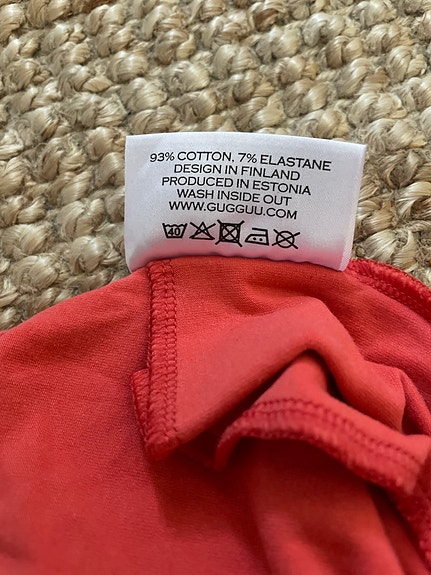 93% COTTON, 7% ELASTANE
DESIGN IN FINLAND
PRODUCED IN ESTONIA
WASH INSIDE OUT
WWW.GUGGUU.COM
40